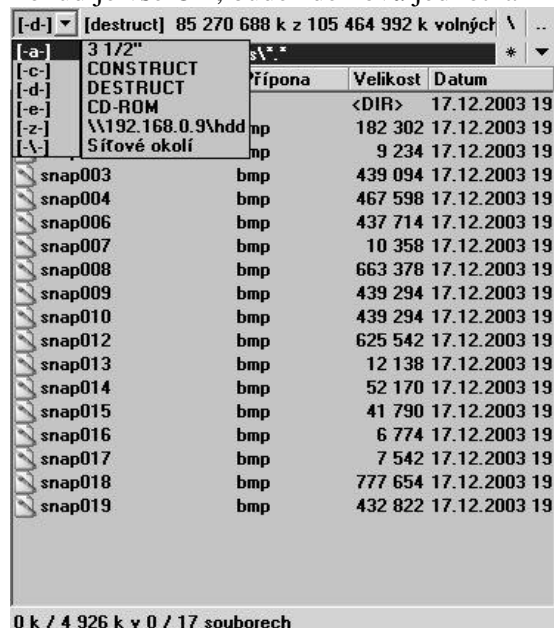 [-d-] [destruct] 85 270 688 k z 105 464 992 k volných \ ..
[-a-] 3 1/2" s\*.* * 
[-c-] CONSTRUCT Přípona Velikost Datum
[-d-] DESTRUCT
[-e-] CD-ROM <DIR> 17.12.2003 19
[-z-] \\192.168.0.9\hdd mp 182 302 17.12.2003 19
[-\-] Síťové okolí mp 9 234 17.12.2003 19
snap003 bmp 439 094 17.12.2003 19
snap004 bmp 467 598 17.12.2003 19
snap006 bmp 437 714 17.12.2003 19
snap007 bmp 10 358 17.12.2003 19
snap008 bmp 663 378 17.12.2003 19
snap009 bmp 439 294 17.12.2003 19
snap010 bmp 439 294 17.12.2003 19
snap012 bmp 625 542 17.12.2003 19
snap013 bmp 12 138 17.12.2003 19
snap014 bmp 52 170 17.12.2003 19
snap015 bmp 41 790 17.12.2003 19
snap016 bmp 6 774 17.12.2003 19
snap017 bmp 7 542 17.12.2003 19
snap018 bmp 777 654 17.12.2003 19
snap019 bmp 432 822 17.12.2003 19
0 k / 4 926 k v 0 / 17 souborech